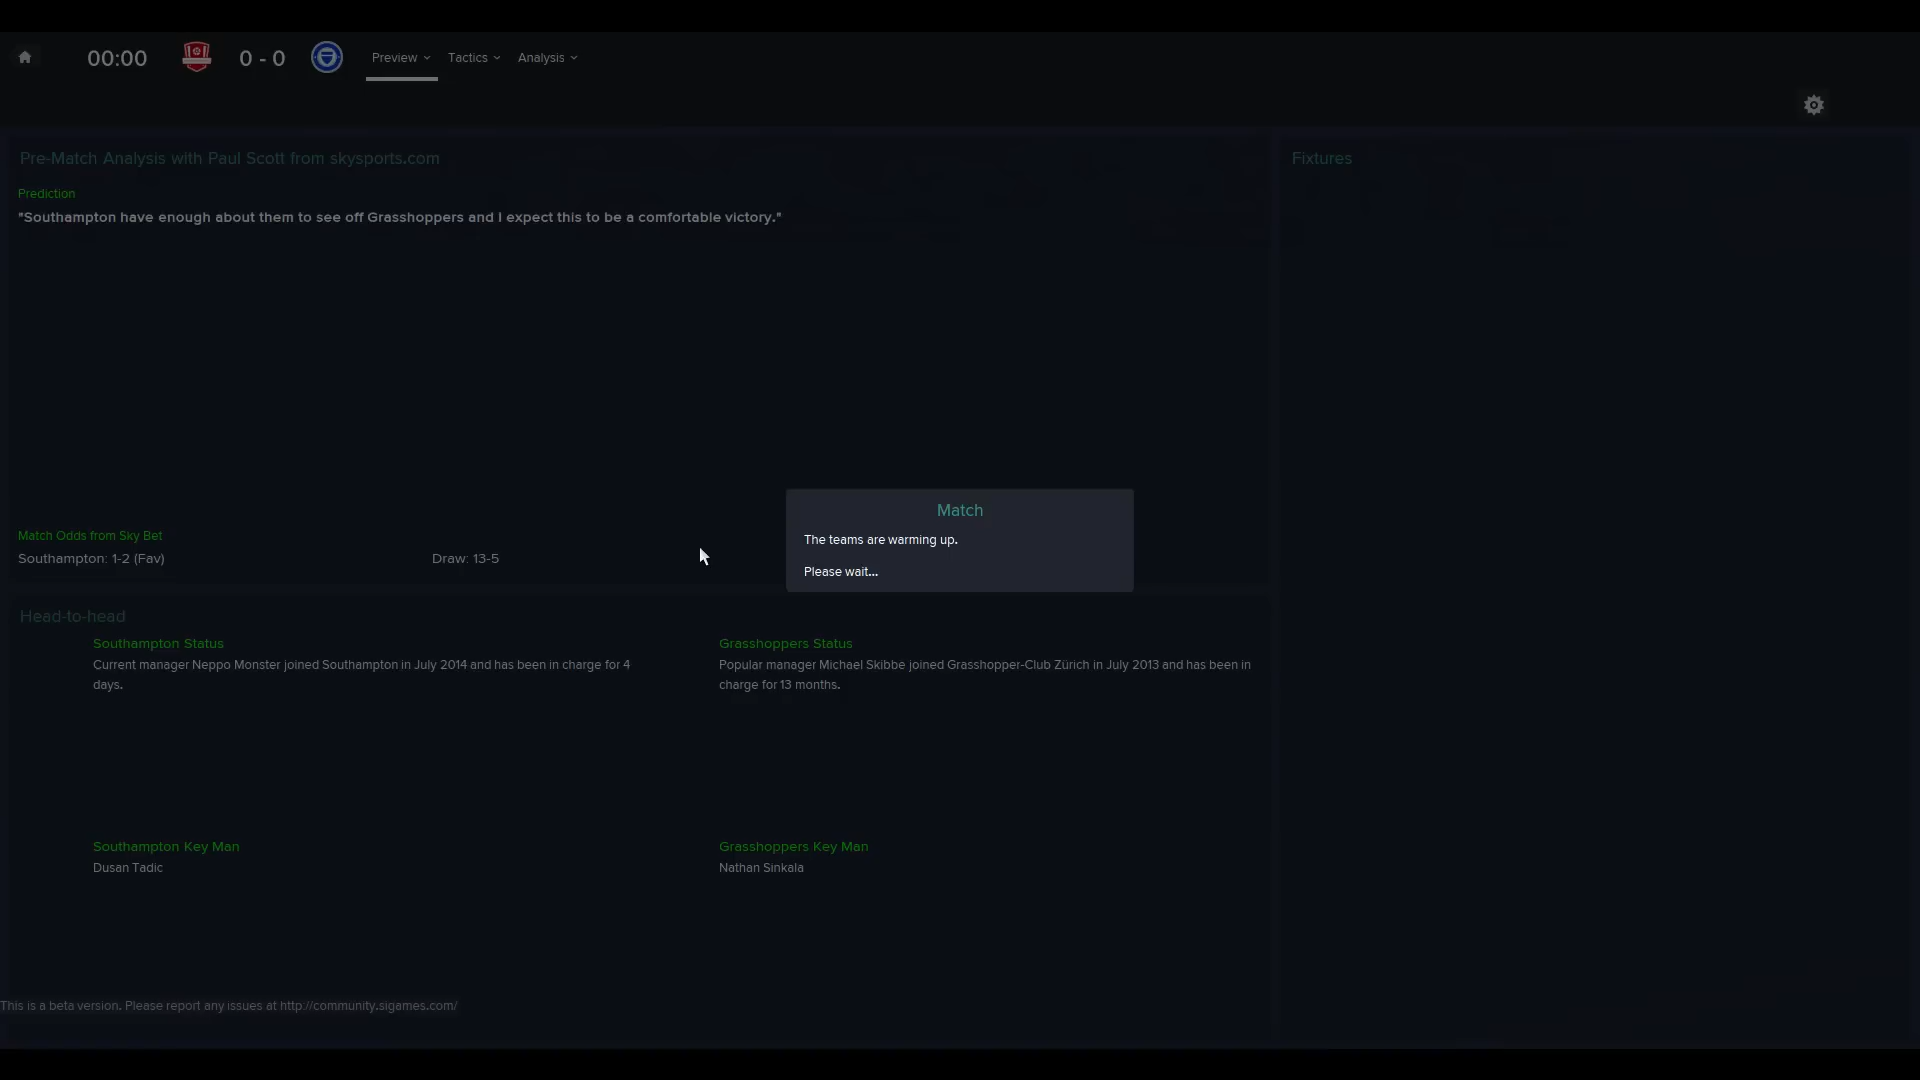 00:00
0 - 0
Preview
Tactics
Analysis
Pre-Match Analysis with Paul Scott from skysports.com
Fixtures
Prediction
"Southampton have enough about them to see off Grasshoppers and I expect this to be a comfortable victory."
Match
The teams are warming up.
Please wait...
Match Odds from Sky Bet
Southampton: 1-2 (Fav)
Draw: 13-5
Head-to-head
Southampton Status
Current manager Neppo Monster joined Southampton in July 2014 and has been in charge for 4
days.
Grasshoppers Status
Popular manager Michael Skibbe joined Grasshopper-Club Zürich in July 2013 and has been in
charge for 13 months.
Southampton Key Man
Dusan Tadic
Grasshoppers Key Man
Nathan Sinkala
This is a beta version. Please report any issues at http://community.sigames.com/